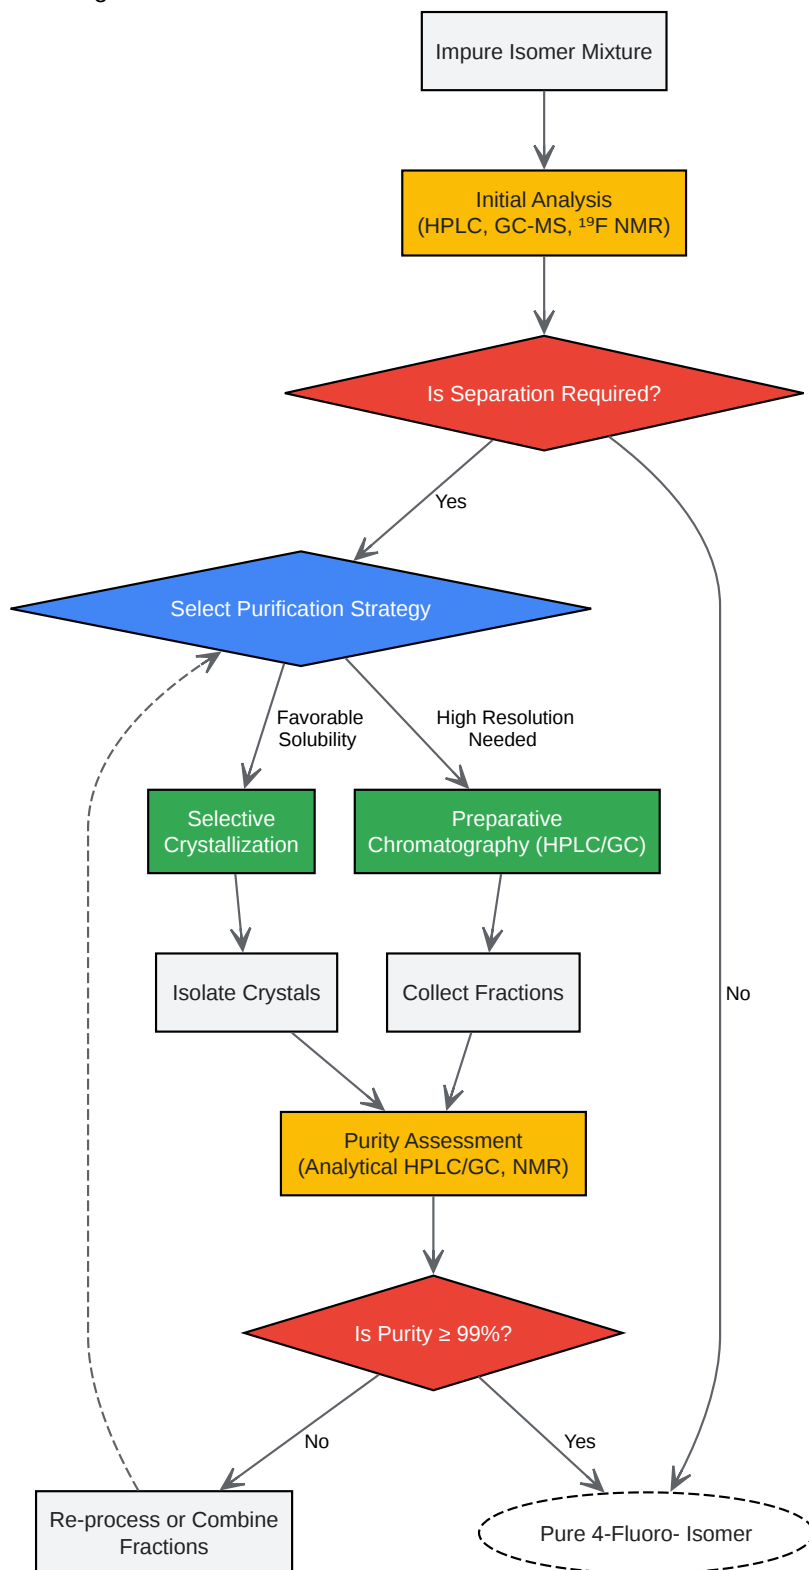 Impure Isomer Mixture
Initial Analysis
(HPLC, GC-MS, ¹⁹F NMR)
Is Separation Required?
Yes
Select Purification Strategy
Favorable
Solubility
High Resolution
Needed
Selective
Crystallization
Preparative
Chromatography (HPLC/GC)
Isolate Crystals
Collect Fractions
No
Purity Assessment
(Analytical HPLC/GC, NMR)
Is Purity ≥ 99%?
No
Yes
Re-process or Combine
Fractions
Pure 4-Fluoro- Isomer